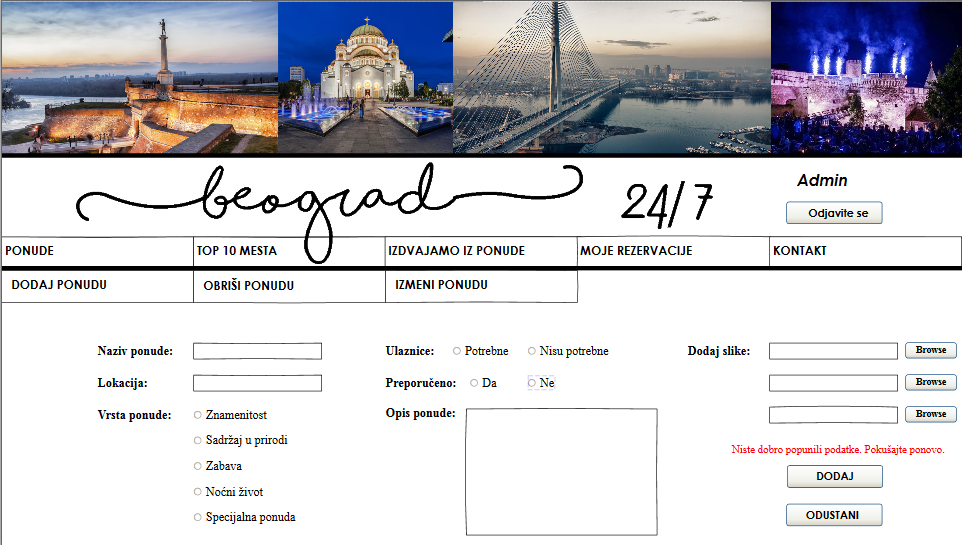 beograd 24/7
Admin
Odjavite se
PONUDE TOP 10 MESTA IZDVAJAMO IZ PONUDE MOJE REZERVACIJE KONTAKT
DODAJ PONUDU OBRIŠI PONUDU IZMENI PONUDU
Naziv ponude:
Lokacija:
Vrsta ponude:
Znamenitost
Sadržaj u prirodi
Zabava
Noćni život
Specijalna ponuda
Ulaznice: Potrebne Nisu potrebne
Preporučeno: Da Ne
Opis ponude:
Dodaj slike: Browse
Browse
Browse
Niste dobro popunili podatke. Pokušajte ponovo.
DODAJ
ODUSTANI